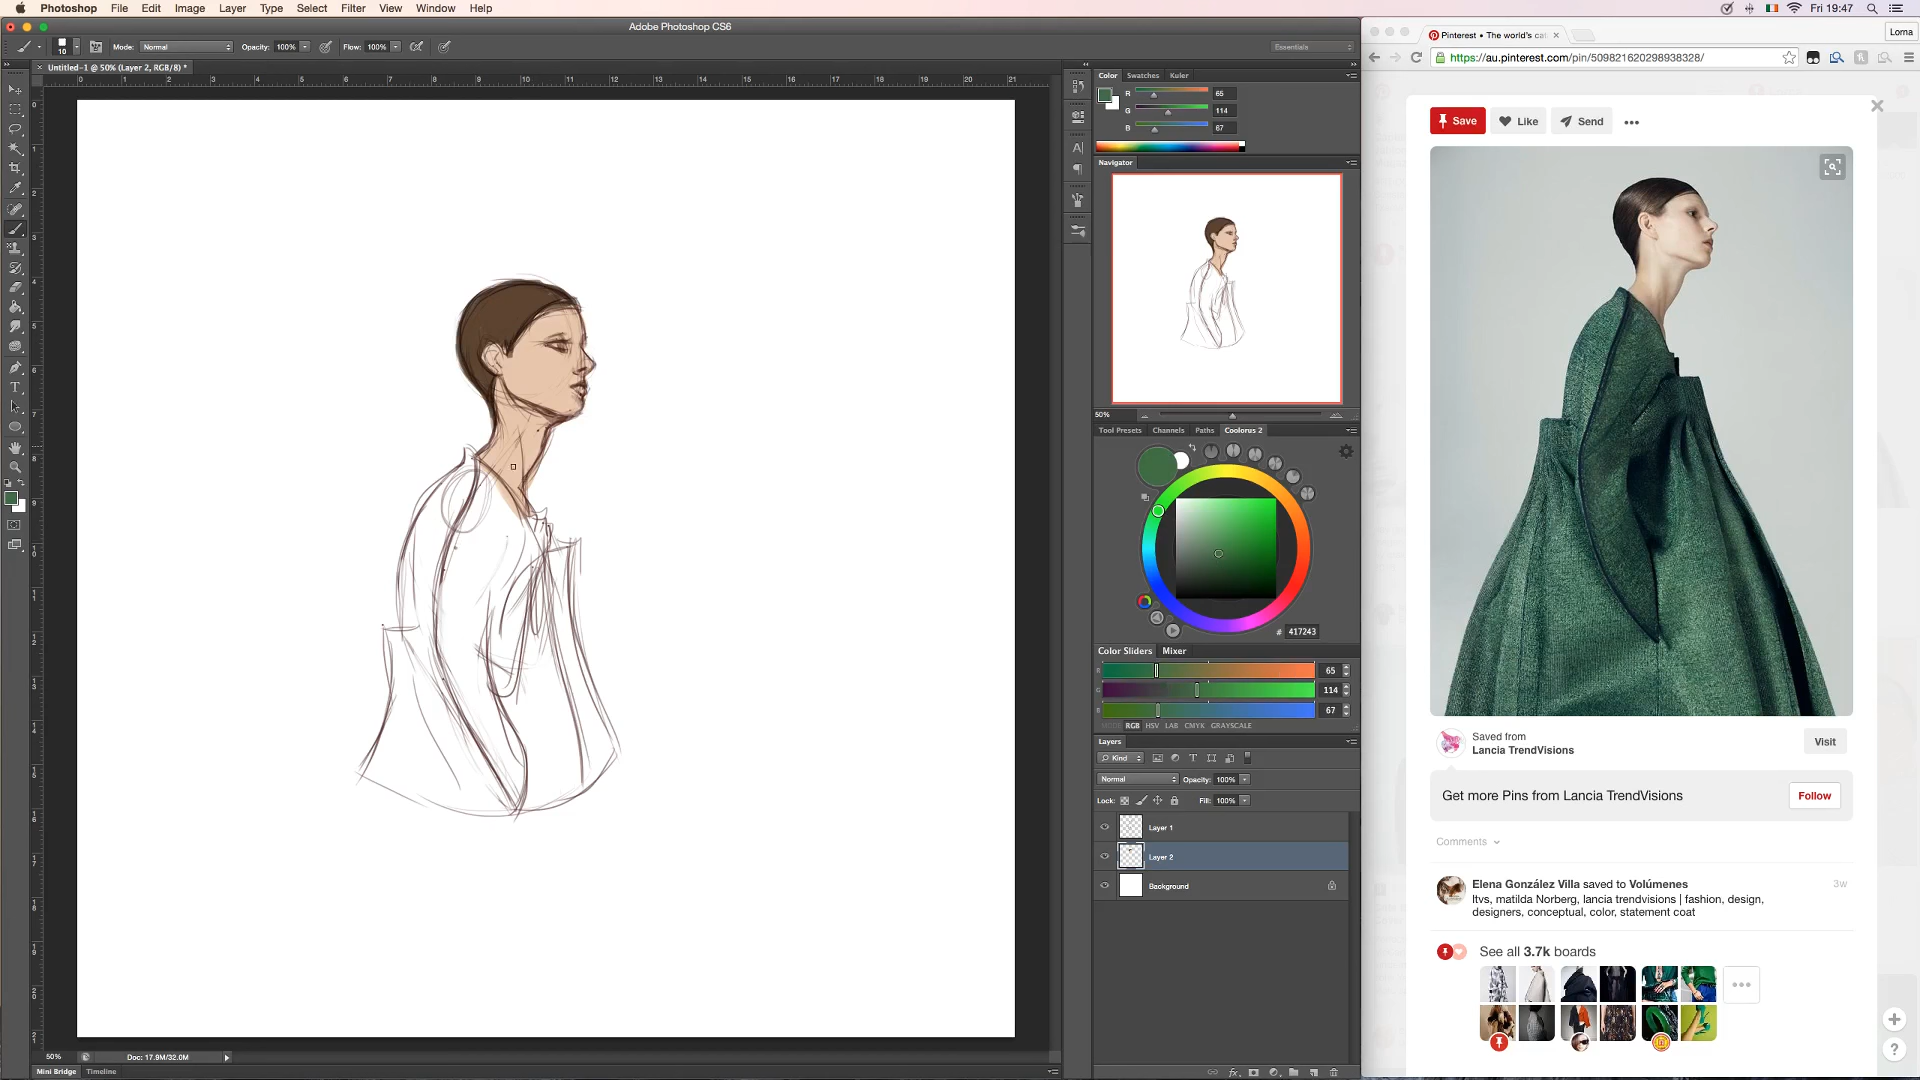 Photoshop File Edit Image Layer Type Select Filter View Window Help
Fri 19:47
Adobe Photoshop CS6
Pinterest • The world's cat
Lorna
10 Mode: Normal Opacity: 100% Flow: 100%
Essentials
https://au.pinterest.com/pin/509821620298938328/
Untitled-1 @ 50% (Layer 2, RGB/8) *
Color Swatches Kuler
R 65
G 114
B 67
Save Like Send
Navigator
50%
Tool Presets Channels Paths Coolorus 2
# 417243
Color Sliders Mixer
65
114
67
RGB HSV LAB CMYK GRAYSCALE
Saved from
Lancia TrendVisions
Visit
Layers
Kind
Normal Opacity: 100%
Lock: Fill: 100%
Layer 1
Layer 2
Background
Get more Pins from Lancia TrendVisions
Follow
Comments
Elena González Villa saved to Volúmenes
3w
ltvs, matilda Norberg, lancia trendvisions | fashion, design,
designers, conceptual, color, statement coat
See all 3.7k boards
50% Doc: 17.9M/32.0M
Mini Bridge Timeline